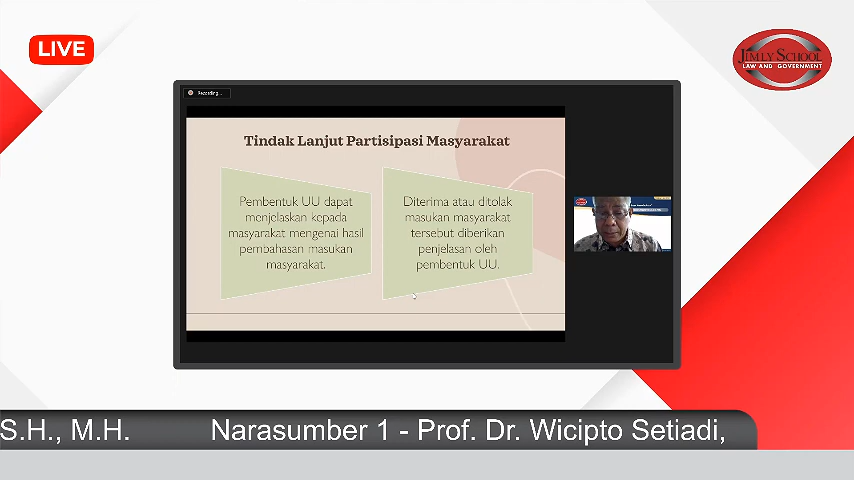 LIVE
JIMLY SCHOOL
LAW AND GOVERNMENT
Recording...
Tindak Lanjut Partisipasi Masyarakat
Pembentuk UU dapat
menjelaskan kepada
masyarakat mengenai hasil
pembahasan masukan
masyarakat.
Diterima atau ditolak
masukan masyarakat
tersebut diberikan
penjelasan oleh
pembentuk UU.
S.H., M.H. Narasumber 1 - Prof. Dr. Wicipto Setiadi,